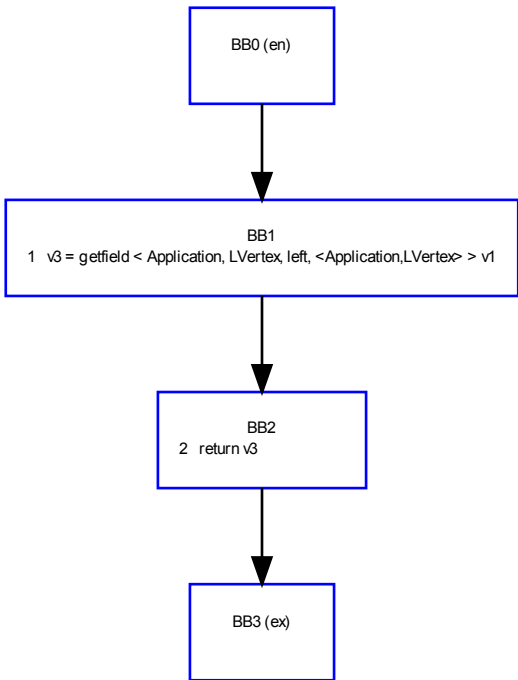 BB0 (en)
BB1
1 v3 = getfield < Application, LVertex, left, <Application,LVertex> > v1
BB2
2 return v3
BB3 (ex)